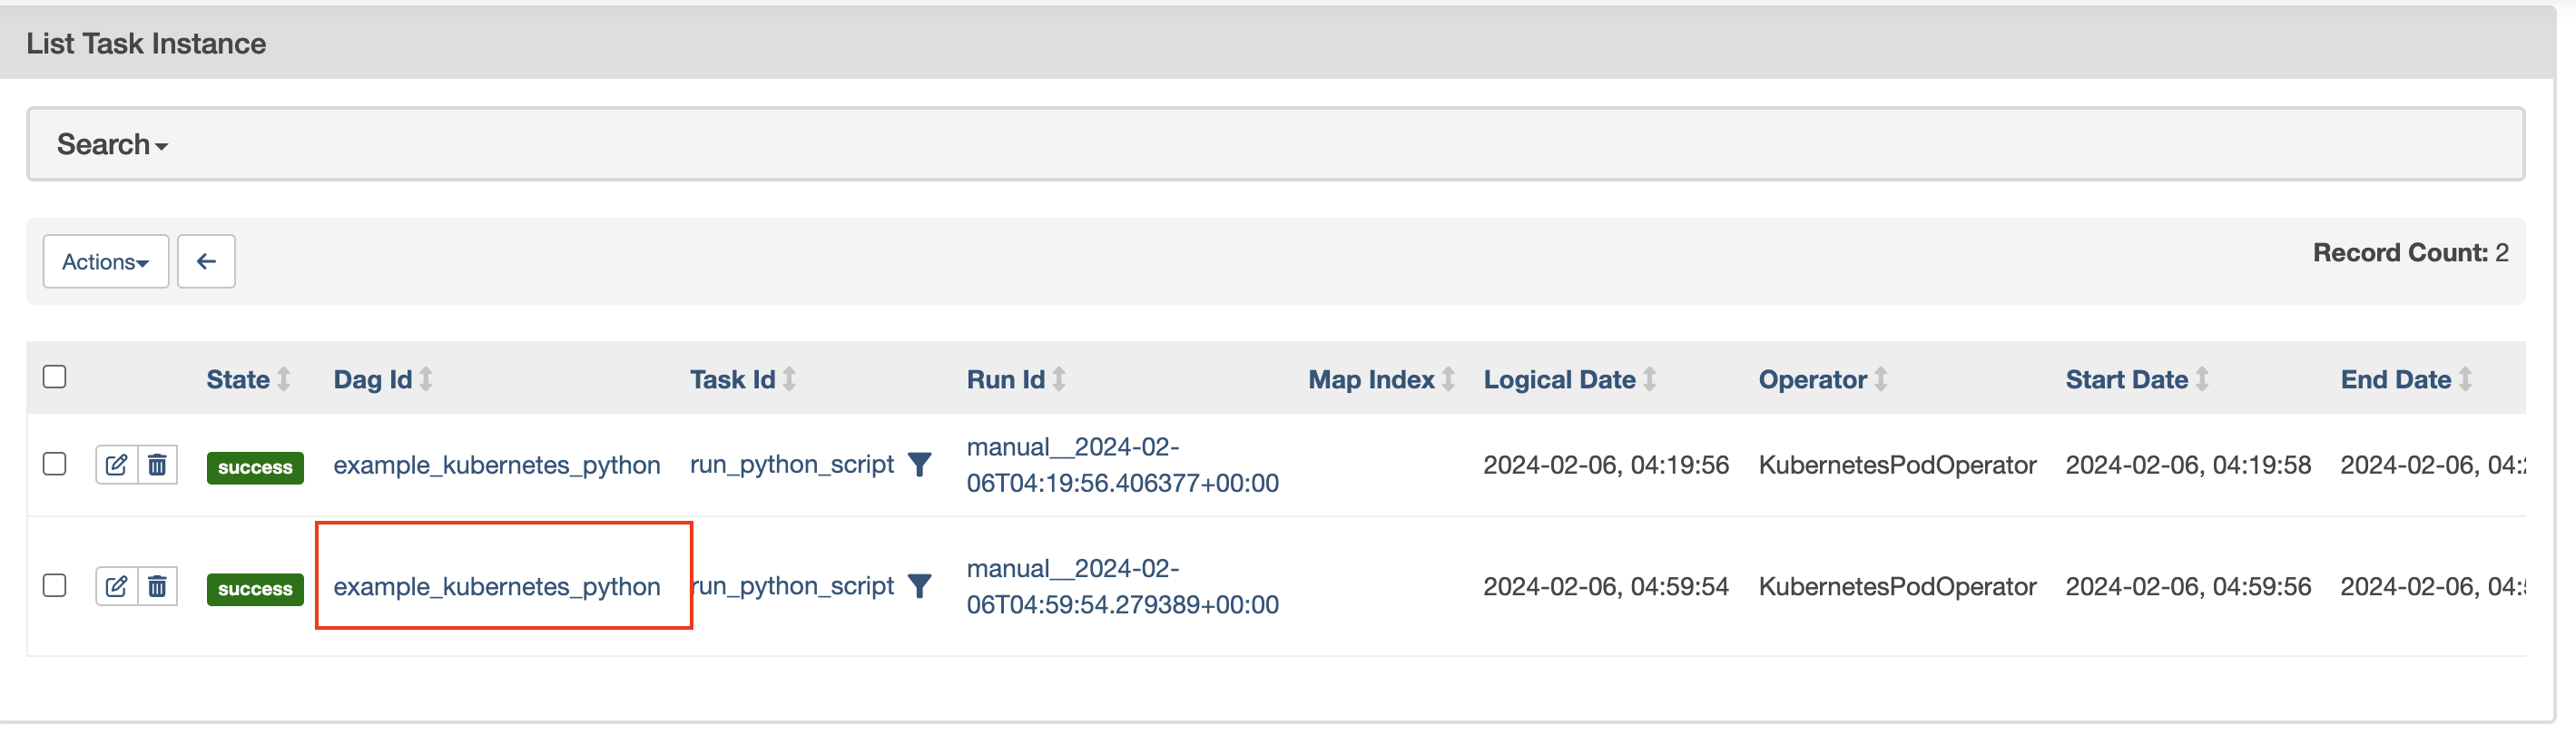 List Task Instance
Search
Actions
Record Count: 2
State Dag Id Task Id Run Id Map Index Logical Date Operator Start Date End Date
success example_kubernetes_python run_python_script manual__2024-02-06T04:19:56.406377+00:00 2024-02-06, 04:19:56 KubernetesPodOperator 2024-02-06, 04:19:58 2024-02-06, 04:
success example_kubernetes_python run_python_script manual__2024-02-06T04:59:54.279389+00:00 2024-02-06, 04:59:54 KubernetesPodOperator 2024-02-06, 04:59:56 2024-02-06, 04: